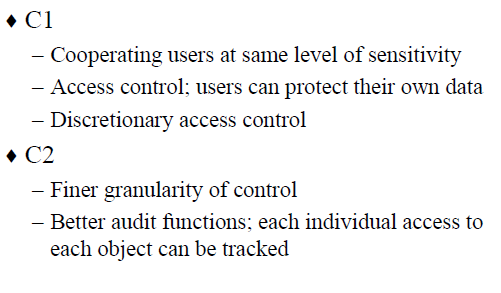 ♦ C1
– Cooperating users at same level of sensitivity
– Access control; users can protect their own data
– Discretionary access control
♦ C2
– Finer granularity of control
– Better audit functions; each individual access to
each object can be tracked